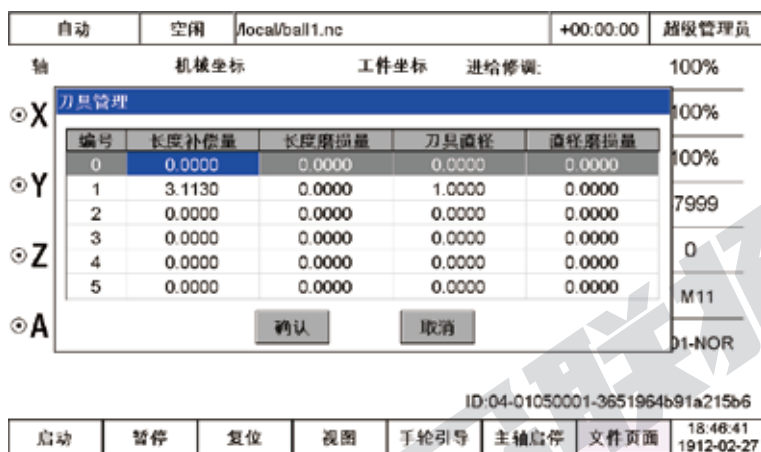 自动 空闲 /local/ball1.nc +00:00:00 超级管理员
轴 机械坐标 工件坐标 进给修调: 100%
刀具管理
X 100%
编号 长度补偿量 长度磨损量 刀具直径 直径磨损量
0 0.0000 0.0000 0.0000 0.0000 100%
Y 1 3.1130 0.0000 1.0000 0.0000
2 0.0000 0.0000 0.0000 0.0000 7999
3 0.0000 0.0000 0.0000 0.0000
Z 4 0.0000 0.0000 0.0000 0.0000 0
5 0.0000 0.0000 0.0000 0.0000 M11
A 确认 取消
01-NOR
ID:04-01050001-3651964b91a215b6
启动 暂停 复位 视图 手轮引导 主轴启停 文件页面 18:46:41
1912-02-27